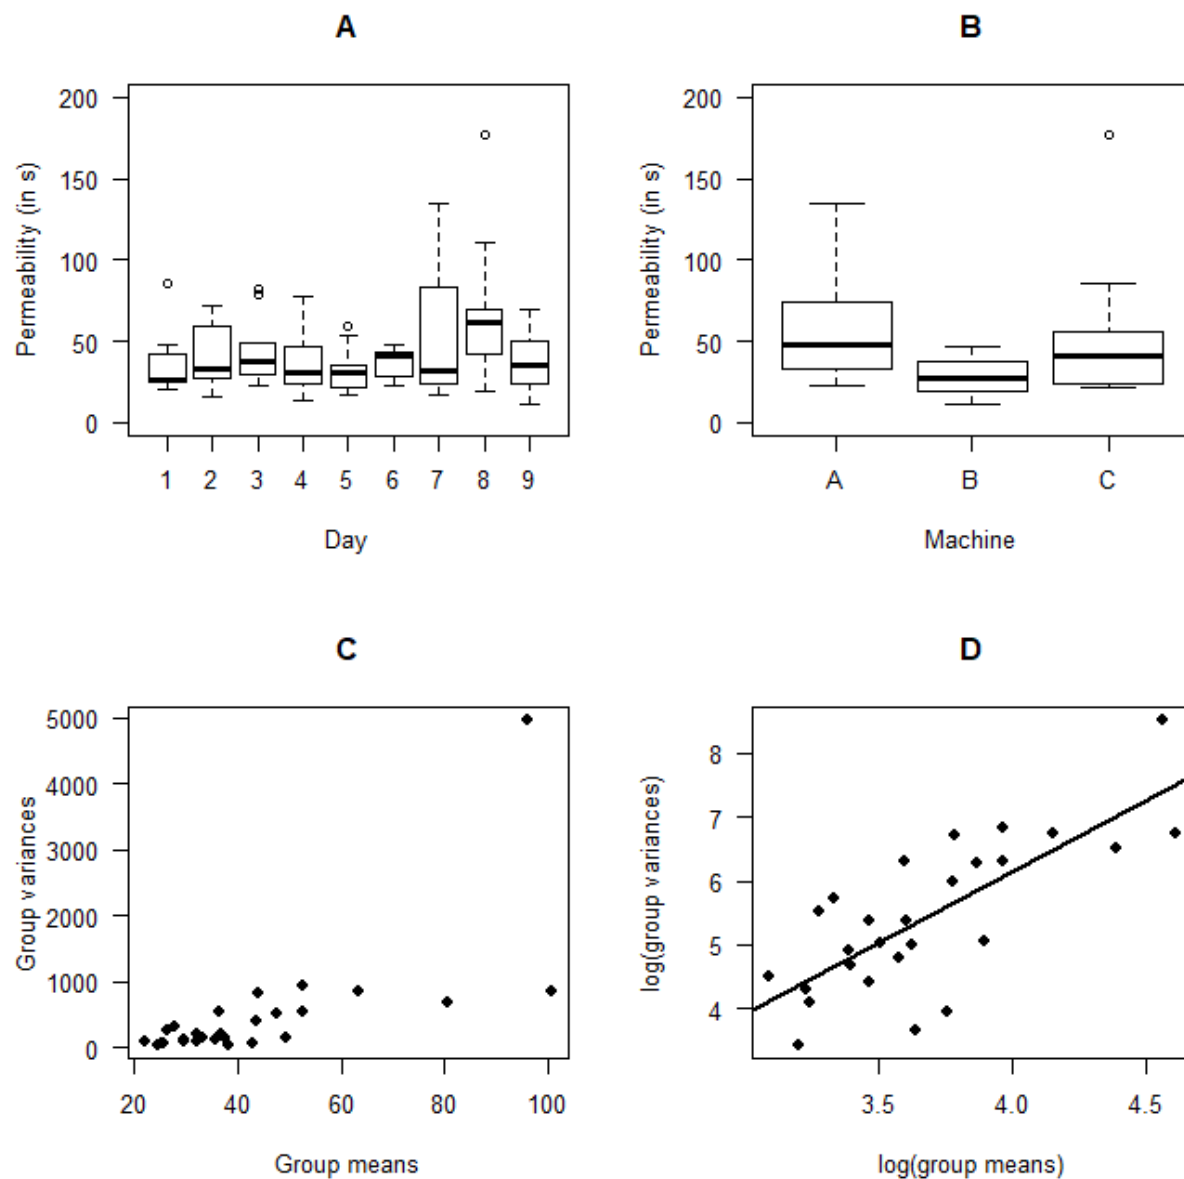 A
Permeability (in s)
200
150
100
50
0
1 2 3 4 5 6 7 8 9
Day
B
Permeability (in s)
200
150
100
50
0
A B C
Machine
C
Group variances
5000
4000
3000
2000
1000
0
20 40 60 80 100
Group means
D
log(group variances)
8
7
6
5
4
3.5 4.0 4.5
log(group means)